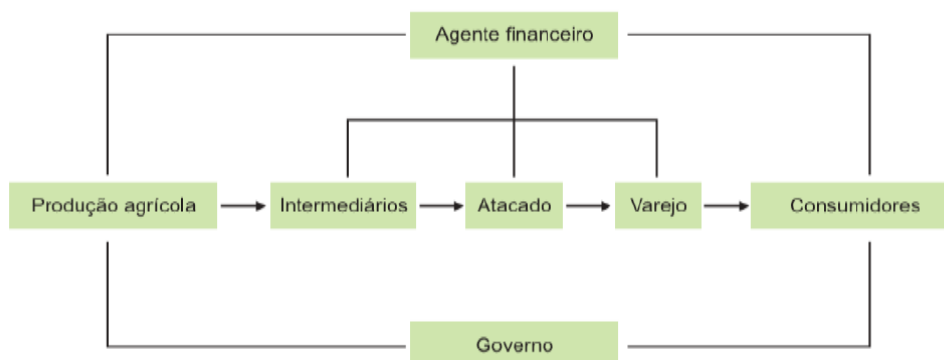 Agente financeiro
Produção agrícola
Intermediários
Atacado
Varejo
Consumidores
Governo